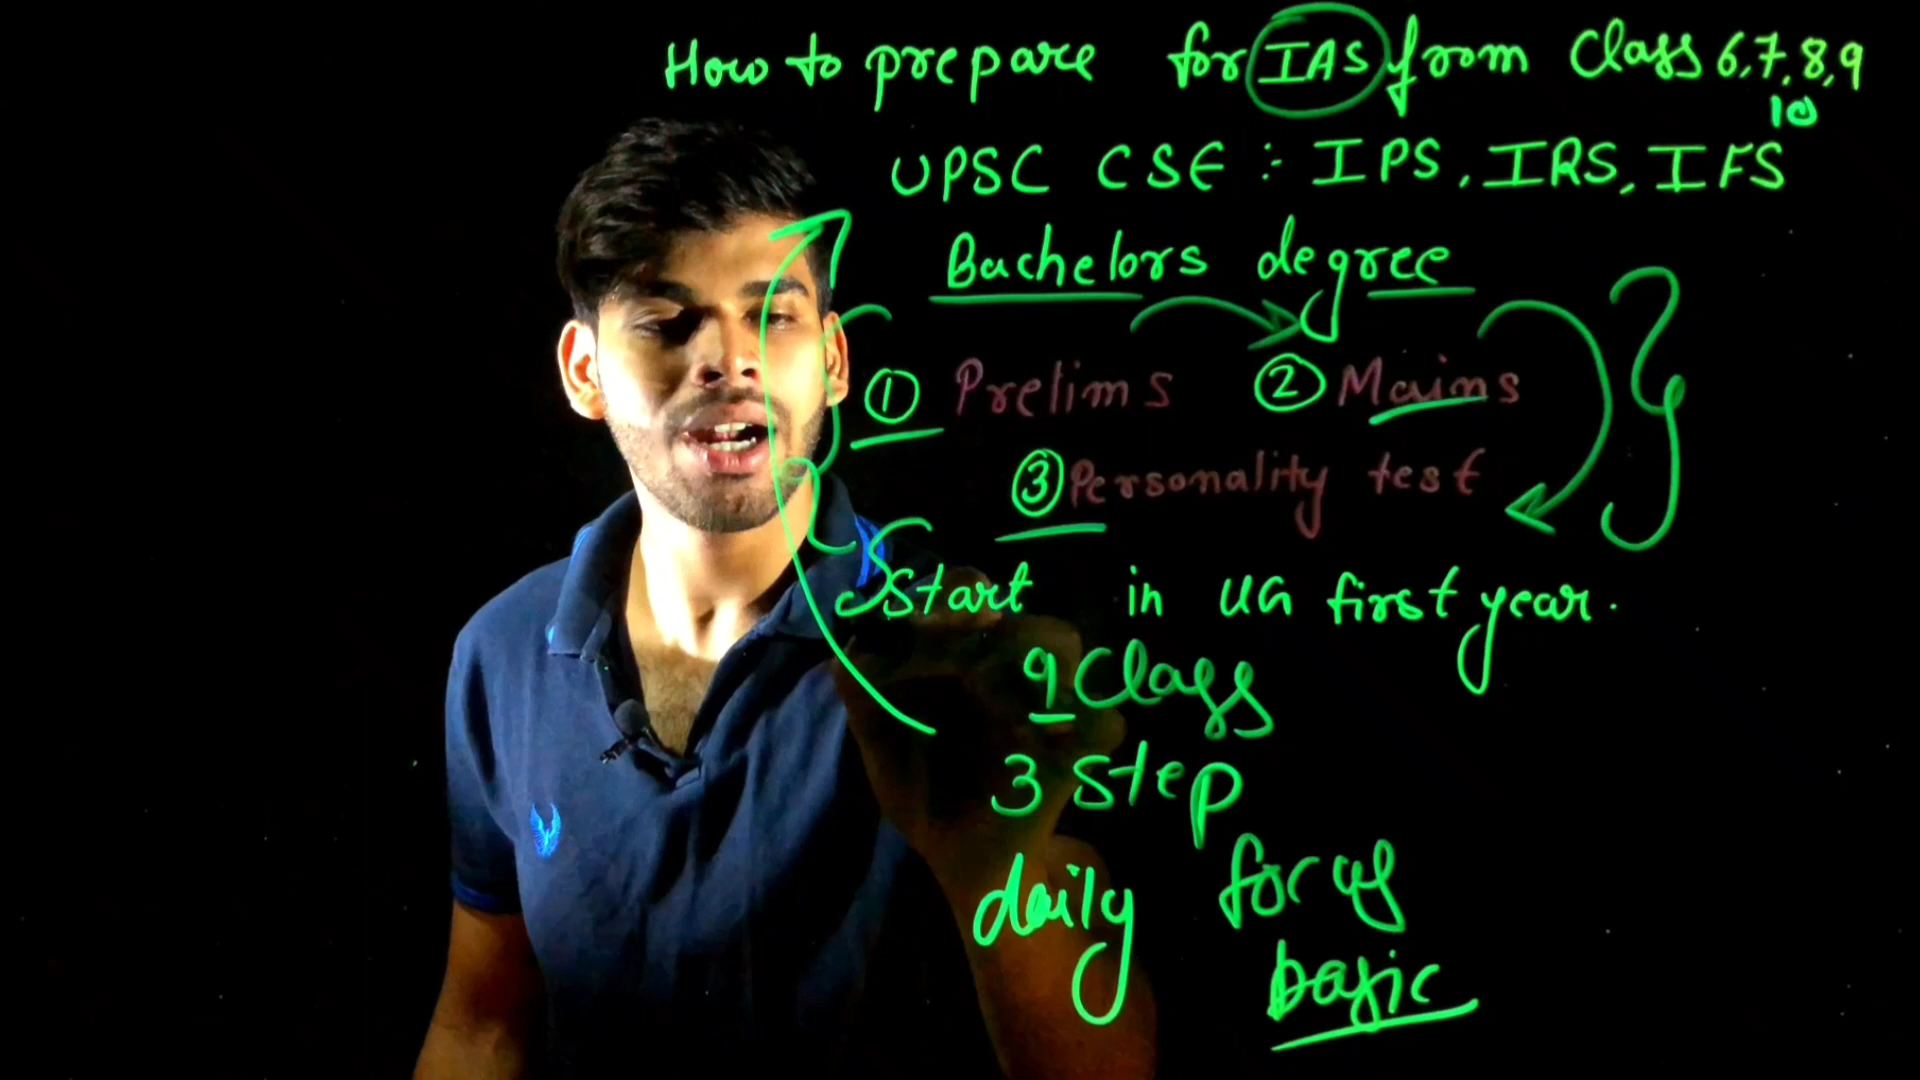 How to prepare for IAS from Class 6,7,8,9
10
UPSC CSE : IPS, IRS, IFS
Bachelors degree
① Prelims ② Mains
③ Personality test
Start in UG first year.
9 Class
3 Step
daily
basic